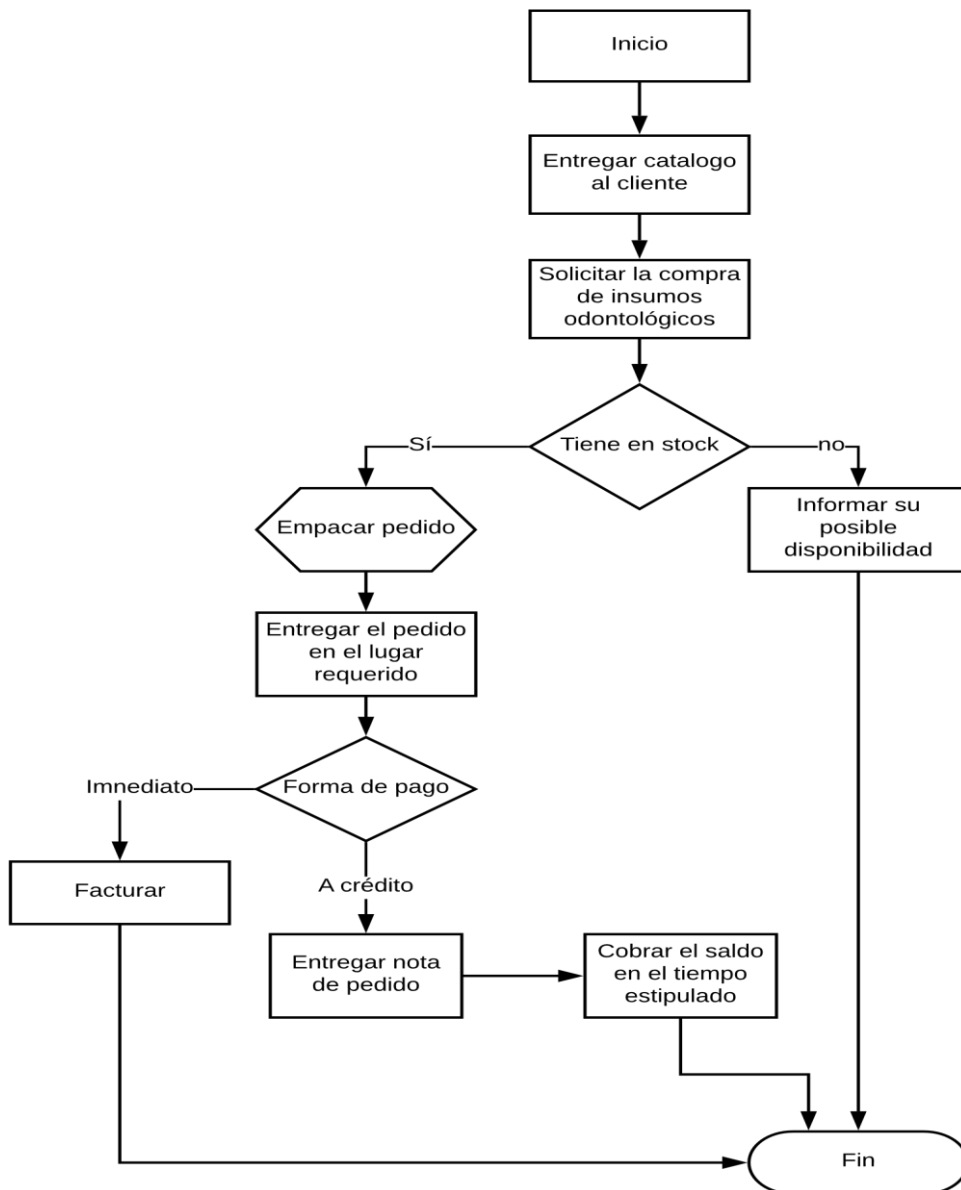 Inicio
Entregar catalogo
al cliente
Solicitar la compra
de insumos
odontológicos
Tiene en stock
Sí
no
Empacar pedido
Informar su
posible
disponibilidad
Entregar el pedido
en el lugar
requerido
Forma de pago
Imnediato
A crédito
Facturar
Entregar nota
de pedido
Cobrar el saldo
en el tiempo
estipulado
Fin